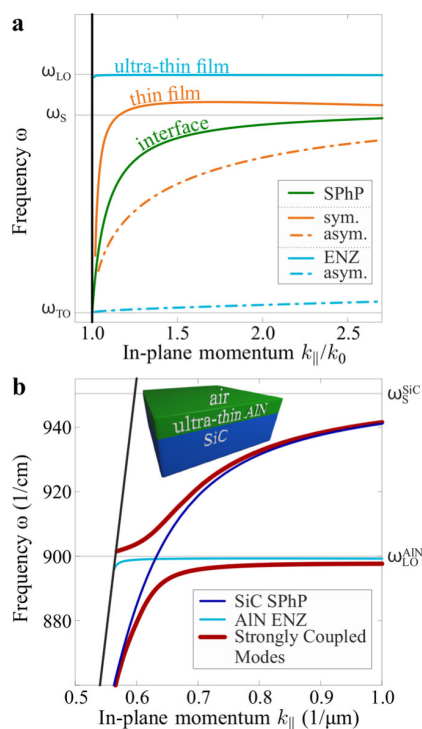 a
ω_LO
ultra-thin film
thin film
ω_S
interface
Frequency ω
SPhP
sym.
asym.
ENZ
asym.
ω_TO
1.0 1.5 2.0 2.5
In-plane momentum k_∥/k_0
b
ω_S^SiC
air
ultra-thin AlN
SiC
940
920
900
880
ω_LO^AlN
Frequency ω (1/cm)
SiC SPhP
AlN ENZ
Strongly Coupled
Modes
0.5 0.6 0.7 0.8 0.9 1.0
In-plane momentum k_∥ (1/μm)